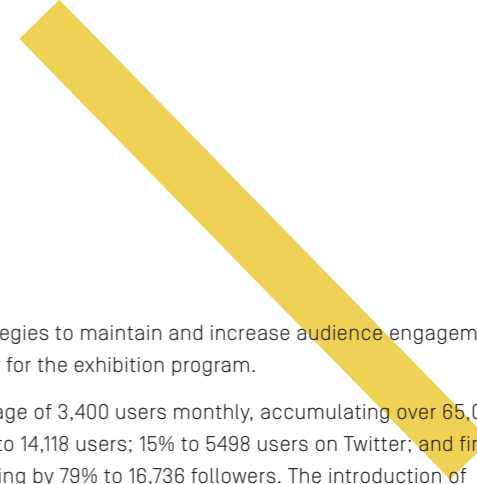 egies to maintain and increase audience engagem
for the exhibition program.
age of 3,400 users monthly, accumulating over 65,0
to 14,118 users; 15% to 5498 users on Twitter; and fin
ing by 79% to 16,736 followers. The introduction of